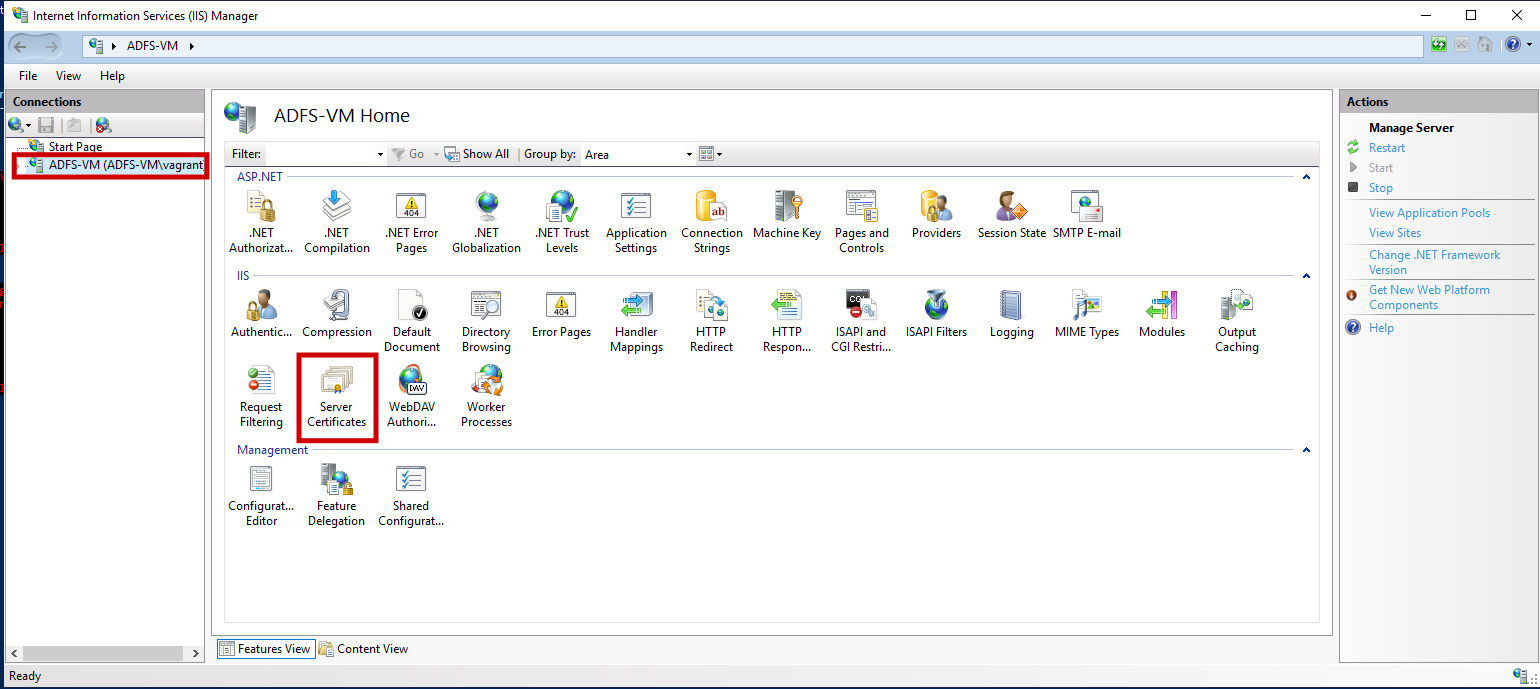 Internet Information Services (IIS) Manager
ADFS-VM
File View Help
Connections
Start Page
ADFS-VM (ADFS-VM\vagrant
ADFS-VM Home
Filter: Go Show All Group by: Area
ASP.NET
.NET Authorizat...
.NET Compilation
.NET Error Pages
.NET Globalization
.NET Trust Levels
Application Settings
Connection Strings
Machine Key
Pages and Controls
Providers
Session State
SMTP E-mail
IIS
Authentic...
Compression
Default Document
Directory Browsing
Error Pages
Handler Mappings
HTTP Redirect
HTTP Respon...
ISAPI and CGI Restri...
ISAPI Filters
Logging
MIME Types
Modules
Output Caching
Request Filtering
Server Certificates
WebDAV Authori...
Worker Processes
Management
Configurat... Editor
Feature Delegation
Shared Configurat...
Features View Content View
Ready
Actions
Manage Server
Restart
Start
Stop
View Application Pools
View Sites
Change .NET Framework
Version
Get New Web Platform
Components
Help